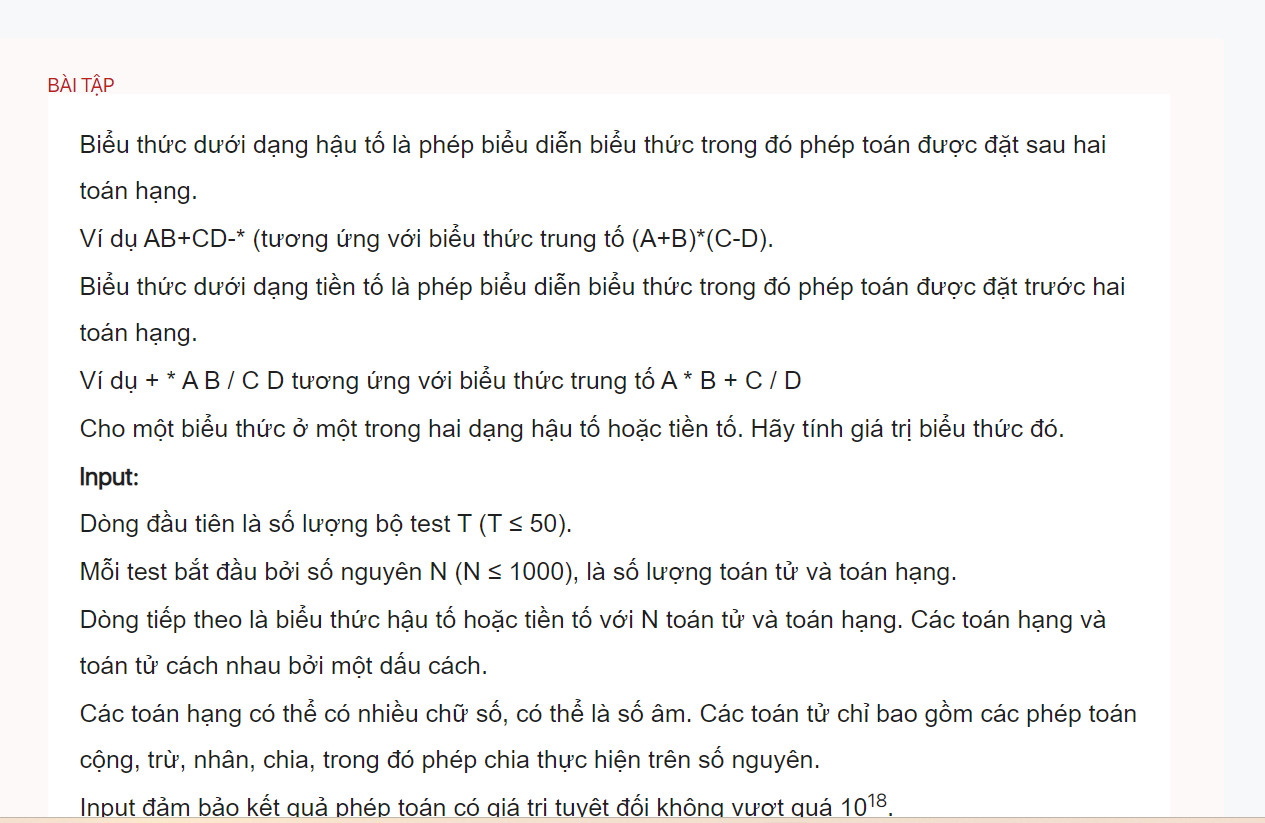 BÀI TẬP
Biểu thức dưới dạng hậu tố là phép biểu diễn biểu thức trong đó phép toán được đặt sau hai
toán hạng.
Ví dụ AB+CD-* (tương ứng với biểu thức trung tố (A+B)*(C-D).
Biểu thức dưới dạng tiền tố là phép biểu diễn biểu thức trong đó phép toán được đặt trước hai
toán hạng.
Ví dụ + * A B / C D tương ứng với biểu thức trung tố A * B + C / D
Cho một biểu thức ở một trong hai dạng hậu tố hoặc tiền tố. Hãy tính giá trị biểu thức đó.
Input:
Dòng đầu tiên là số lượng bộ test T (T ≤ 50).
Mỗi test bắt đầu bởi số nguyên N (N ≤ 1000), là số lượng toán tử và toán hạng.
Dòng tiếp theo là biểu thức hậu tố hoặc tiền tố với N toán tử và toán hạng. Các toán hạng và
toán tử cách nhau bởi một dấu cách.
Các toán hạng có thể có nhiều chữ số, có thể là số âm. Các toán tử chỉ bao gồm các phép toán
cộng, trừ, nhân, chia, trong đó phép chia thực hiện trên số nguyên.
Input đảm bảo kết quả phép toán có giá trị tuyệt đối không vượt quá 10¹⁸.